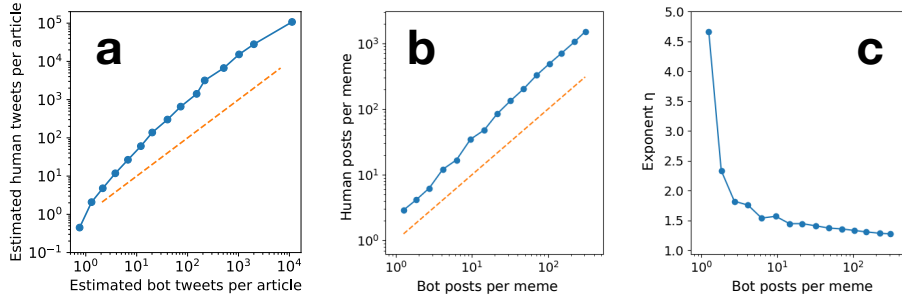 a
Estimated human tweets per article
10^5
10^4
10^3
10^2
10^1
10^0
10^−1
10^0 10^1 10^2 10^3 10^4
Estimated bot tweets per article
b
Human posts per meme
10^3
10^2
10^1
10^0
10^0 10^1 10^2
Bot posts per meme
c
Exponent η
5.0
4.5
4.0
3.5
3.0
2.5
2.0
1.5
1.0
10^0 10^1 10^2
Bot posts per meme